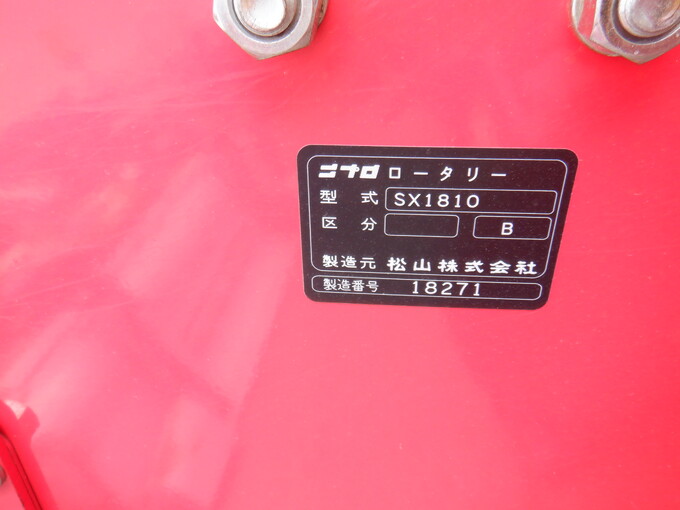 ニプロ ロータリー
型式 SX1810
区分 B
製造元 松山株式会社
製造番号 18271